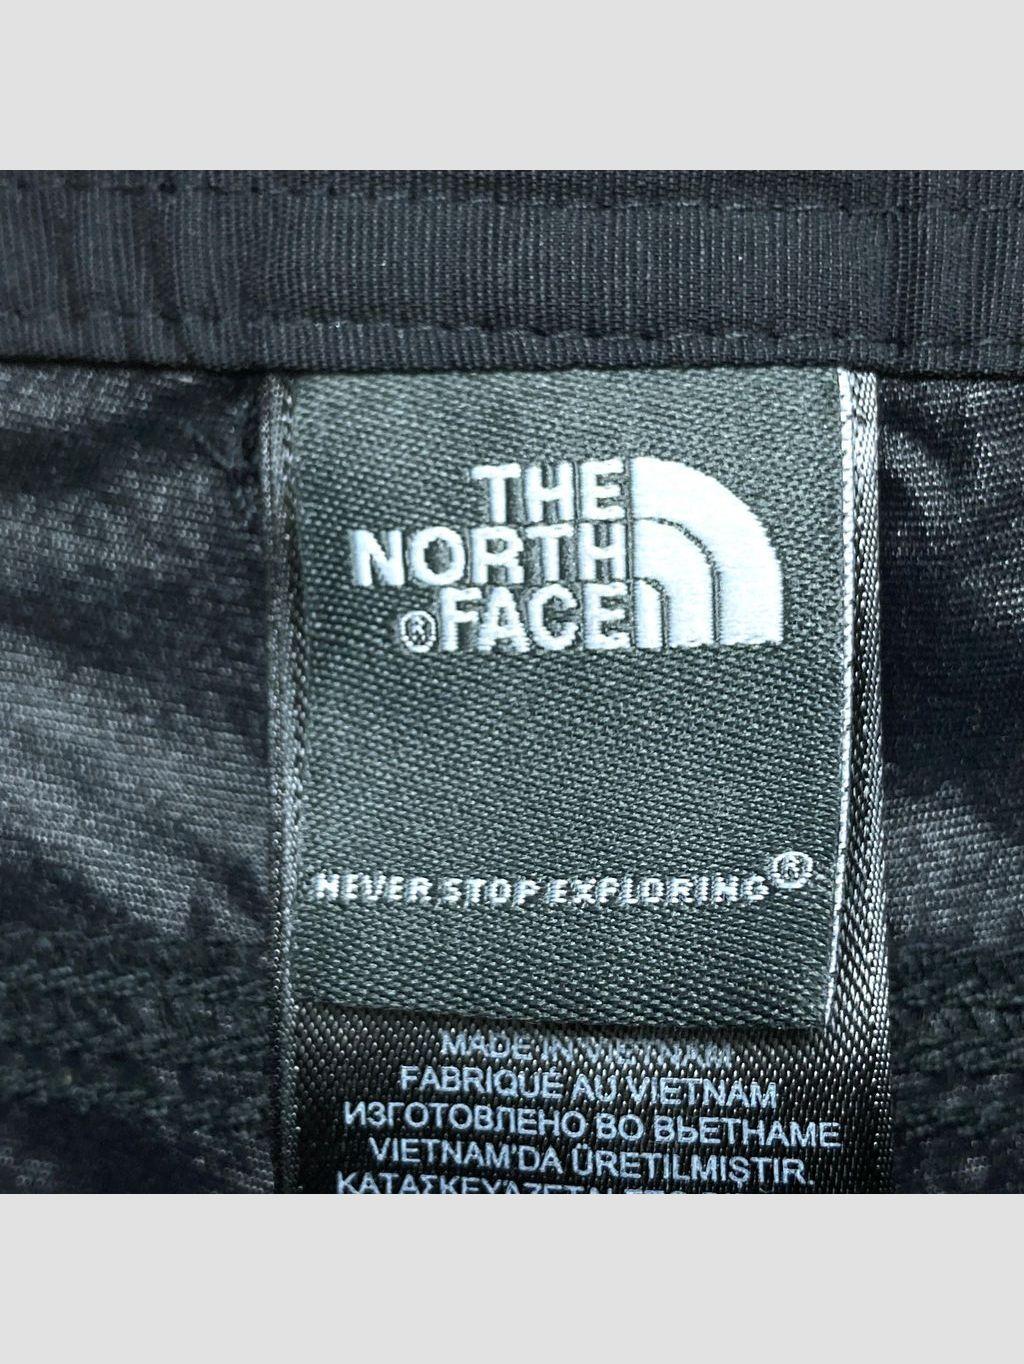 THE
NORTH
®FACE
NEVER STOP EXPLORING®
MADE IN VIETNAM
FABRIQUÉ AU VIETNAM
ИЗГОТОВЛЕНО ВО ВЬЕТНАМЕ
VIETNAM'DA ÜRETILMIŞTIR.